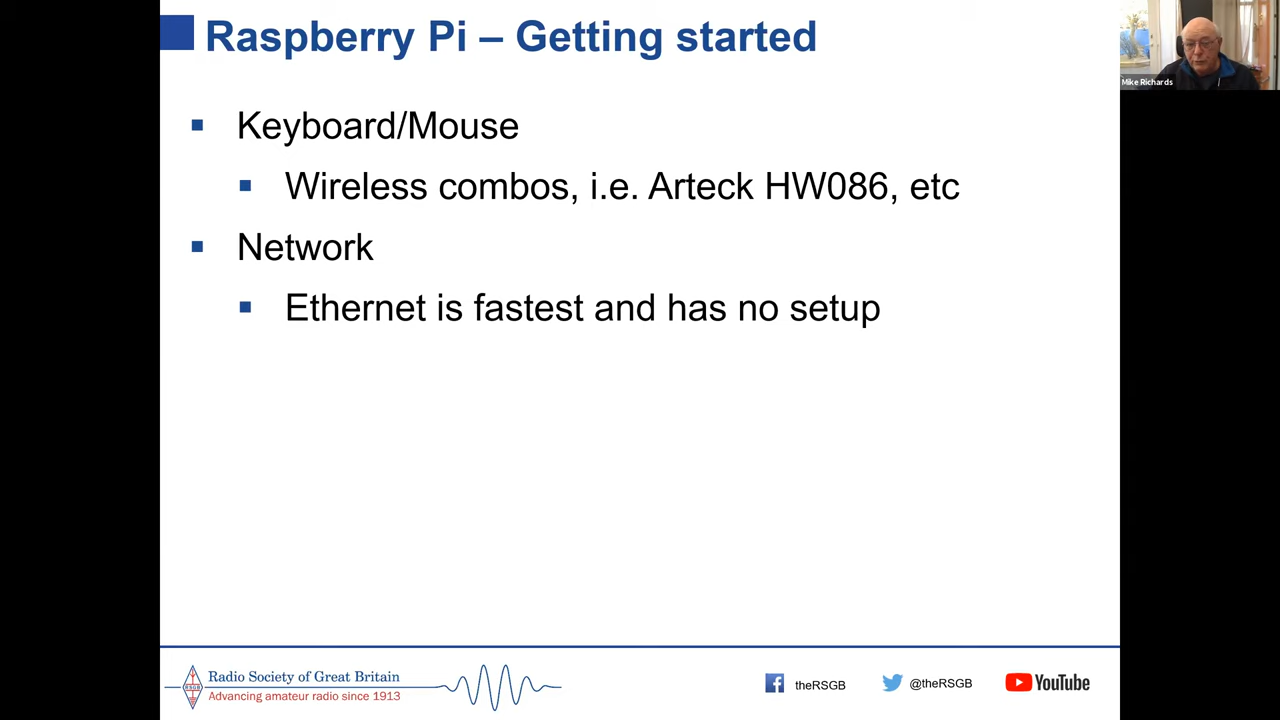 Raspberry Pi – Getting started
Mike Richards
Keyboard/Mouse
Wireless combos, i.e. Arteck HW086, etc
Network
Ethernet is fastest and has no setup
RSGB
Radio Society of Great Britain
Advancing amateur radio since 1913
theRSGB
@theRSGB
YouTube